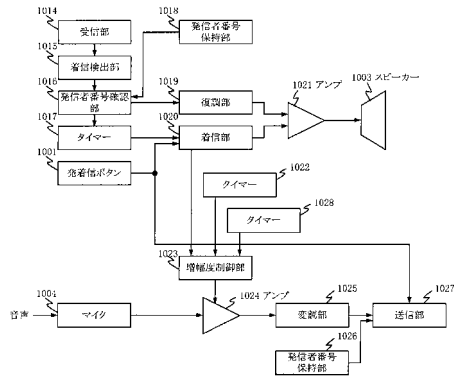 1014
受信部
1018
発信者番号
保持部
1015
着信検出部
1016
発信者番号確認
部
1019
復調部
1021 アンプ
1003 スピーカー
1017
タイマー
1020
着信部
1001
発着信ボタン
1022
タイマー
1028
タイマー
1023
増幅度制御部
1004
音声
マイク
1024 アンプ
1025
変調部
1027
送信部
1026
発信者番号
保持部